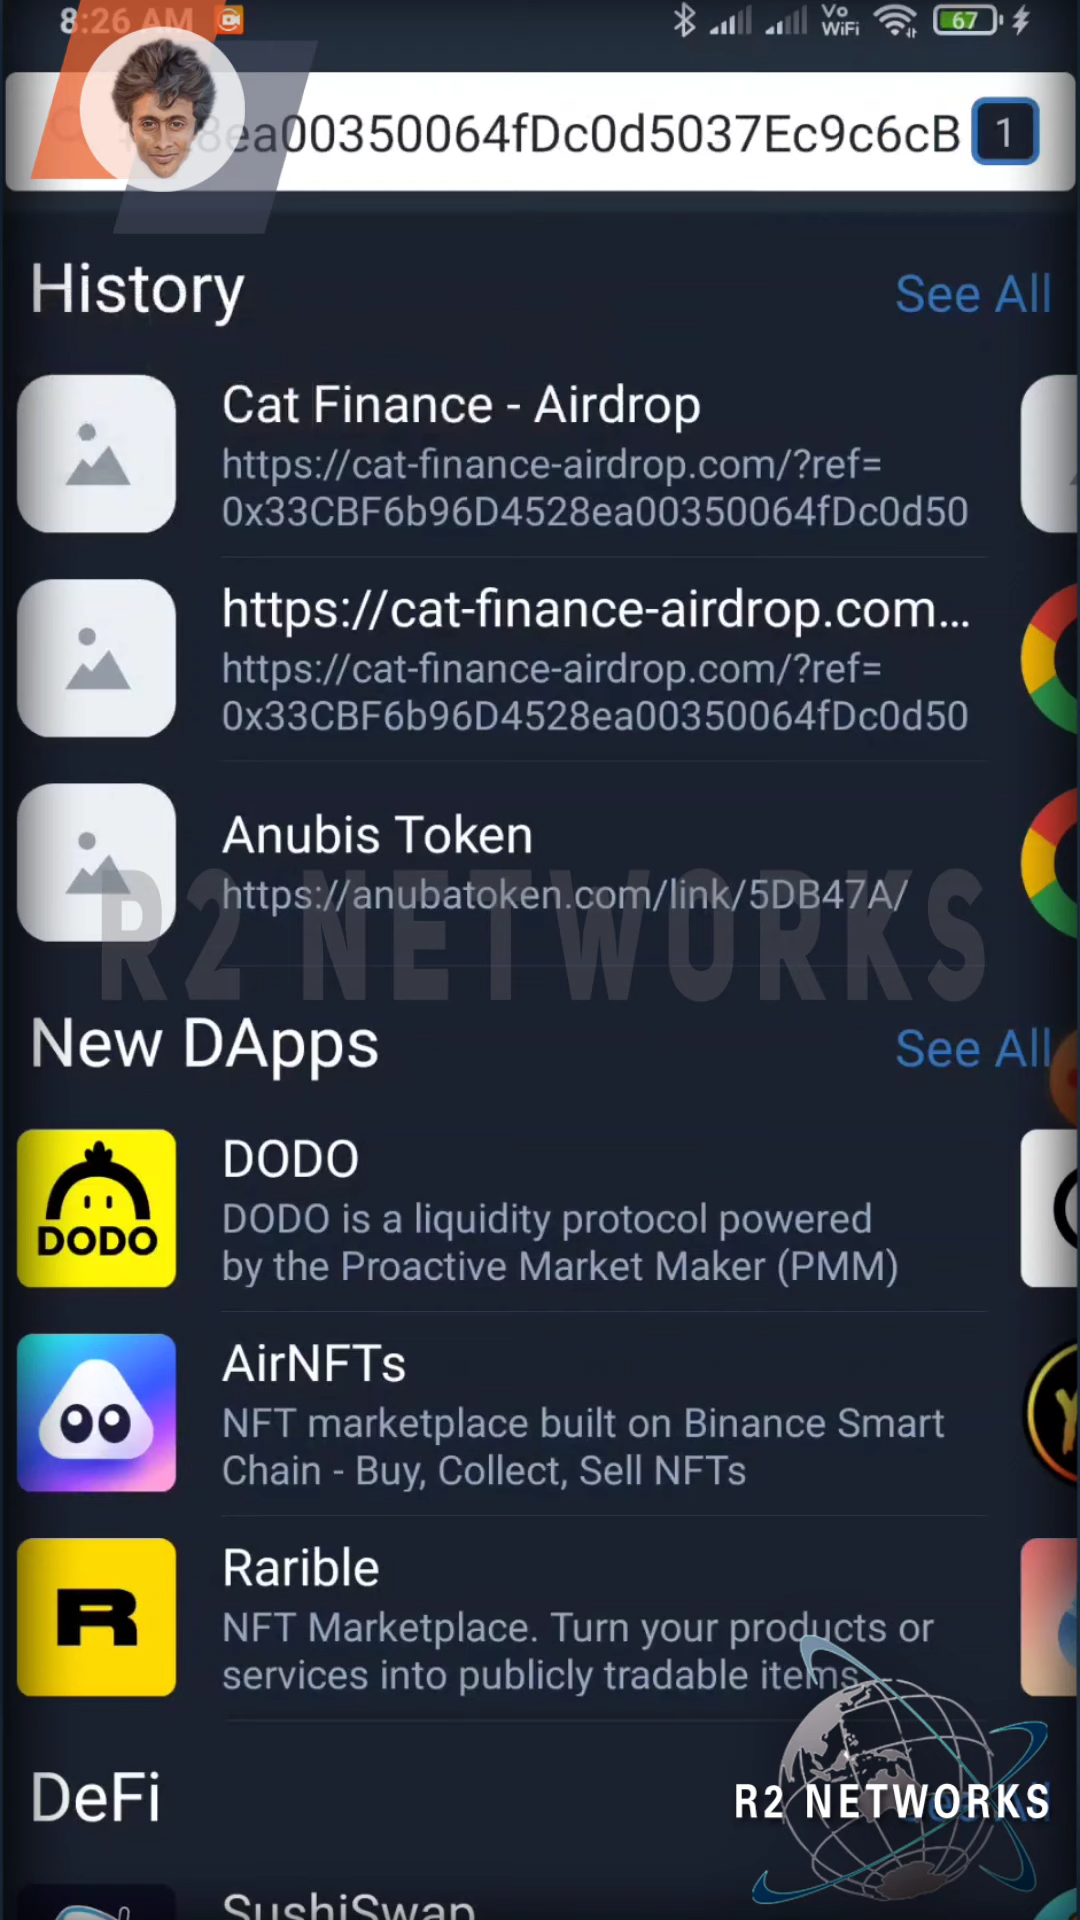 8:26 AM
Vo
WiFi
67
8ea00350064fDc0d5037Ec9c6cB
1
History
See All
Cat Finance - Airdrop
https://cat-finance-airdrop.com/?ref=
0x33CBF6b96D4528ea00350064fDc0d50
https://cat-finance-airdrop.com...
https://cat-finance-airdrop.com/?ref=
0x33CBF6b96D4528ea00350064fDc0d50
Anubis Token
https://anubatoken.com/link/5DB47A/
R2 NETWORKS
New DApps
See All
DODO
DODO
DODO is a liquidity protocol powered
by the Proactive Market Maker (PMM)
AirNFTs
NFT marketplace built on Binance Smart
Chain - Buy, Collect, Sell NFTs
R
Rarible
NFT Marketplace. Turn your products or
services into publicly tradable items
DeFi
R2 NETWORKS
SushiSwap